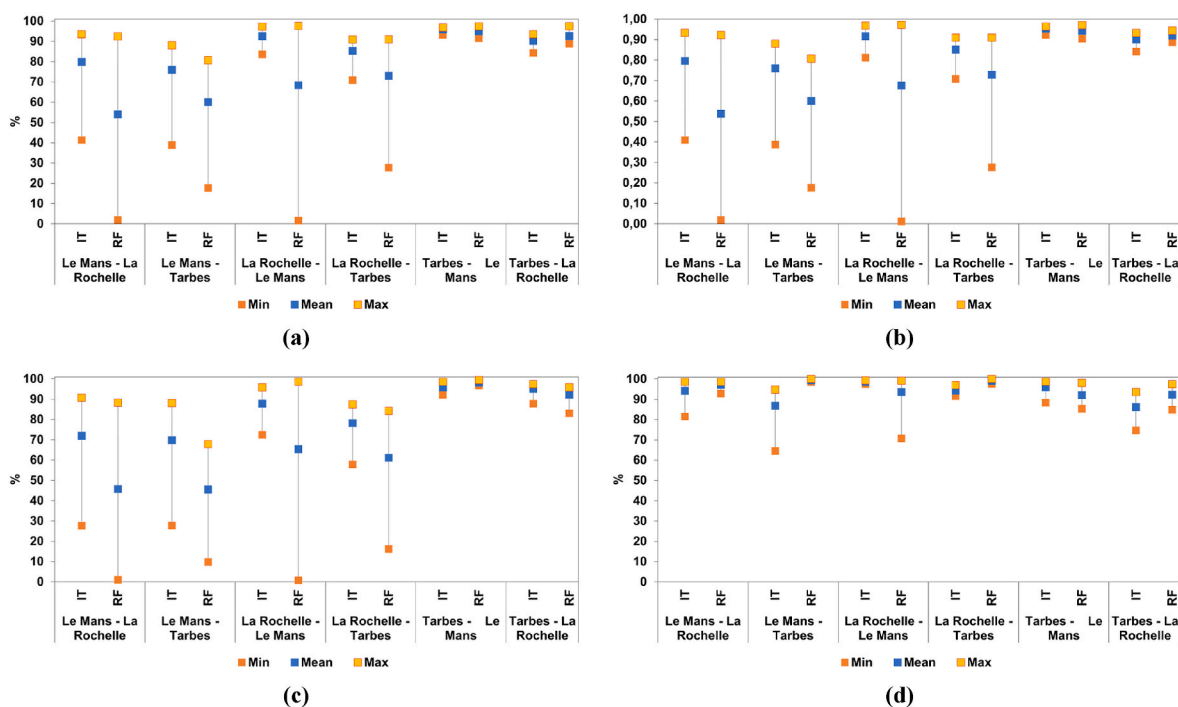 100
90
80
70
60
50
40
30
20
10
0
%
IT RF IT RF IT RF IT RF IT RF IT RF
Le Mans - La Rochelle
Le Mans - Tarbes
La Rochelle - Le Mans
La Rochelle - Tarbes
Tarbes - Le Mans
Tarbes - La Rochelle
Min Mean Max
(a)
1,00
0,90
0,80
0,70
0,60
0,50
0,40
0,30
0,20
0,10
0,00
%
IT RF IT RF IT RF IT RF IT RF IT RF
Le Mans - La Rochelle
Le Mans - Tarbes
La Rochelle - Le Mans
La Rochelle - Tarbes
Tarbes - Le Mans
Tarbes - La Rochelle
Min Mean Max
(b)
100
90
80
70
60
50
40
30
20
10
0
%
IT RF IT RF IT RF IT RF IT RF IT RF
Le Mans - La Rochelle
Le Mans - Tarbes
La Rochelle - Le Mans
La Rochelle - Tarbes
Tarbes - Le Mans
Tarbes - La Rochelle
Min Mean Max
(c)
100
90
80
70
60
50
40
30
20
10
0
%
IT RF IT RF IT RF IT RF IT RF IT RF
Le Mans - La Rochelle
Le Mans - Tarbes
La Rochelle - Le Mans
La Rochelle - Tarbes
Tarbes - Le Mans
Tarbes - La Rochelle
Min Mean Max
(d)